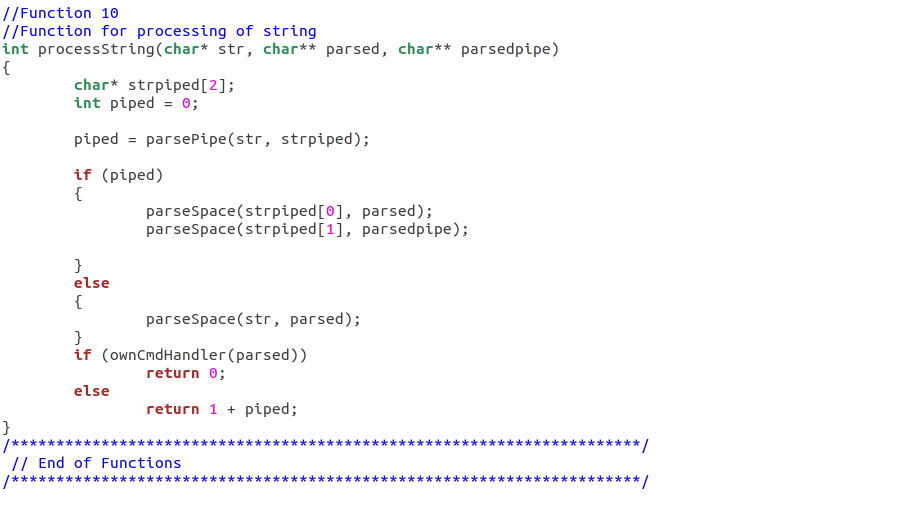 //Function 10
//Function for processing of string
int processString(char* str, char** parsed, char** parsedpipe)
{
        char* strpiped[2];
        int piped = 0;

        piped = parsePipe(str, strpiped);

        if (piped)
        {
                parseSpace(strpiped[0], parsed);
                parseSpace(strpiped[1], parsedpipe);

        }
        else
        {
                parseSpace(str, parsed);
        }
        if (ownCmdHandler(parsed))
                return 0;
        else
                return 1 + piped;
}
/**********************************************************************/
 // End of Functions
/**********************************************************************/